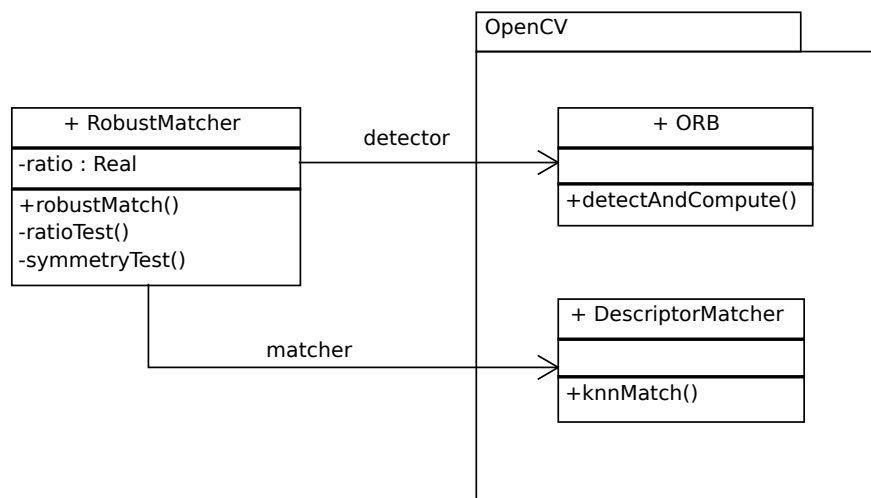 OpenCV
+ RobustMatcher
-ratio : Real
+robustMatch()
-ratioTest()
-symmetryTest()
detector
+ ORB
+detectAndCompute()
matcher
+ DescriptorMatcher
+knnMatch()